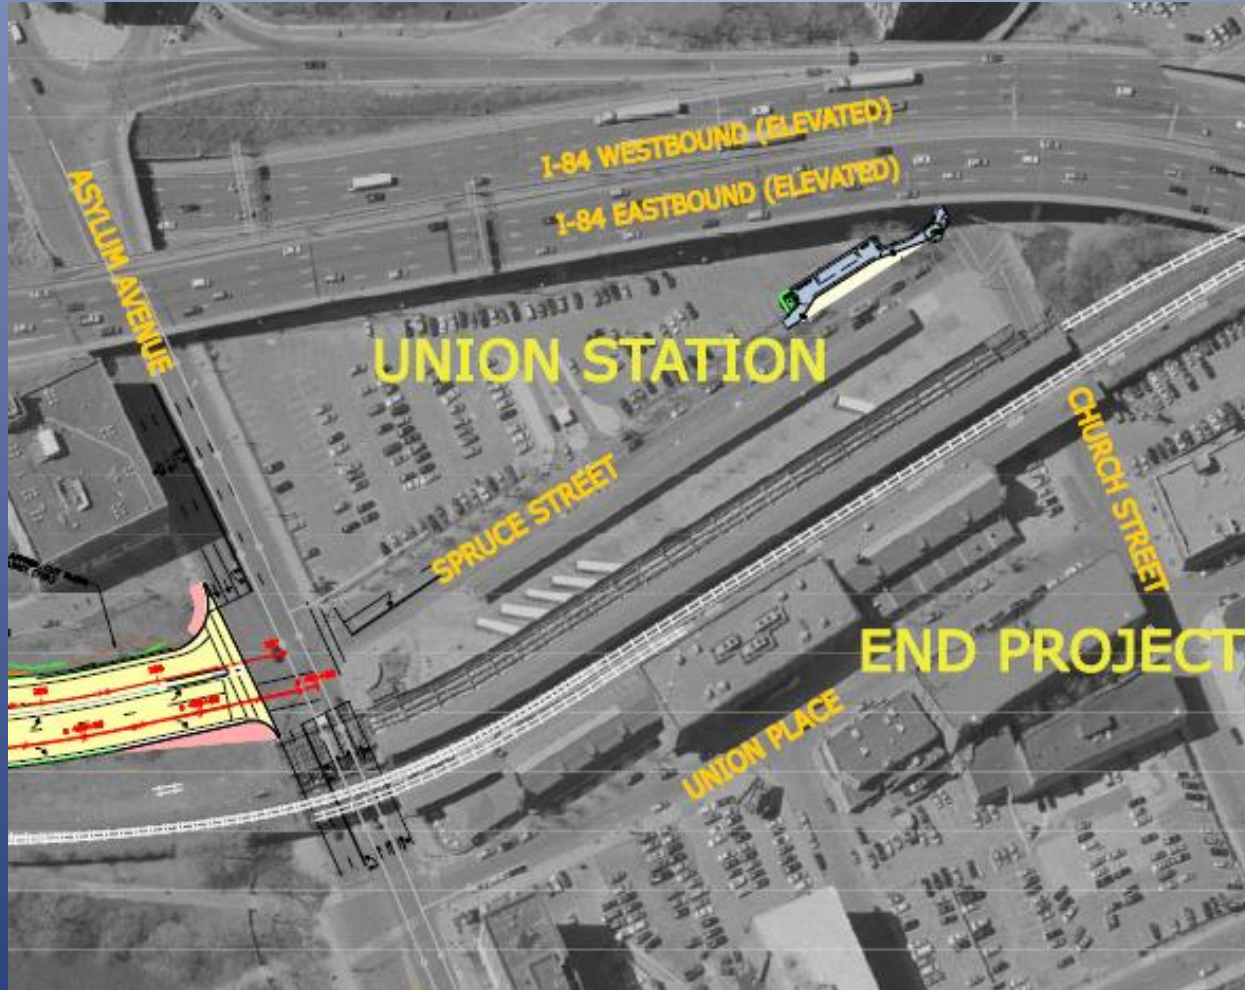 I-84 WESTBOUND (ELEVATED)
I-84 EASTBOUND (ELEVATED)
ASYLUM AVENUE
UNION STATION
SPRUCE STREET
CHURCH STREET
END PROJECT
UNION PLACE